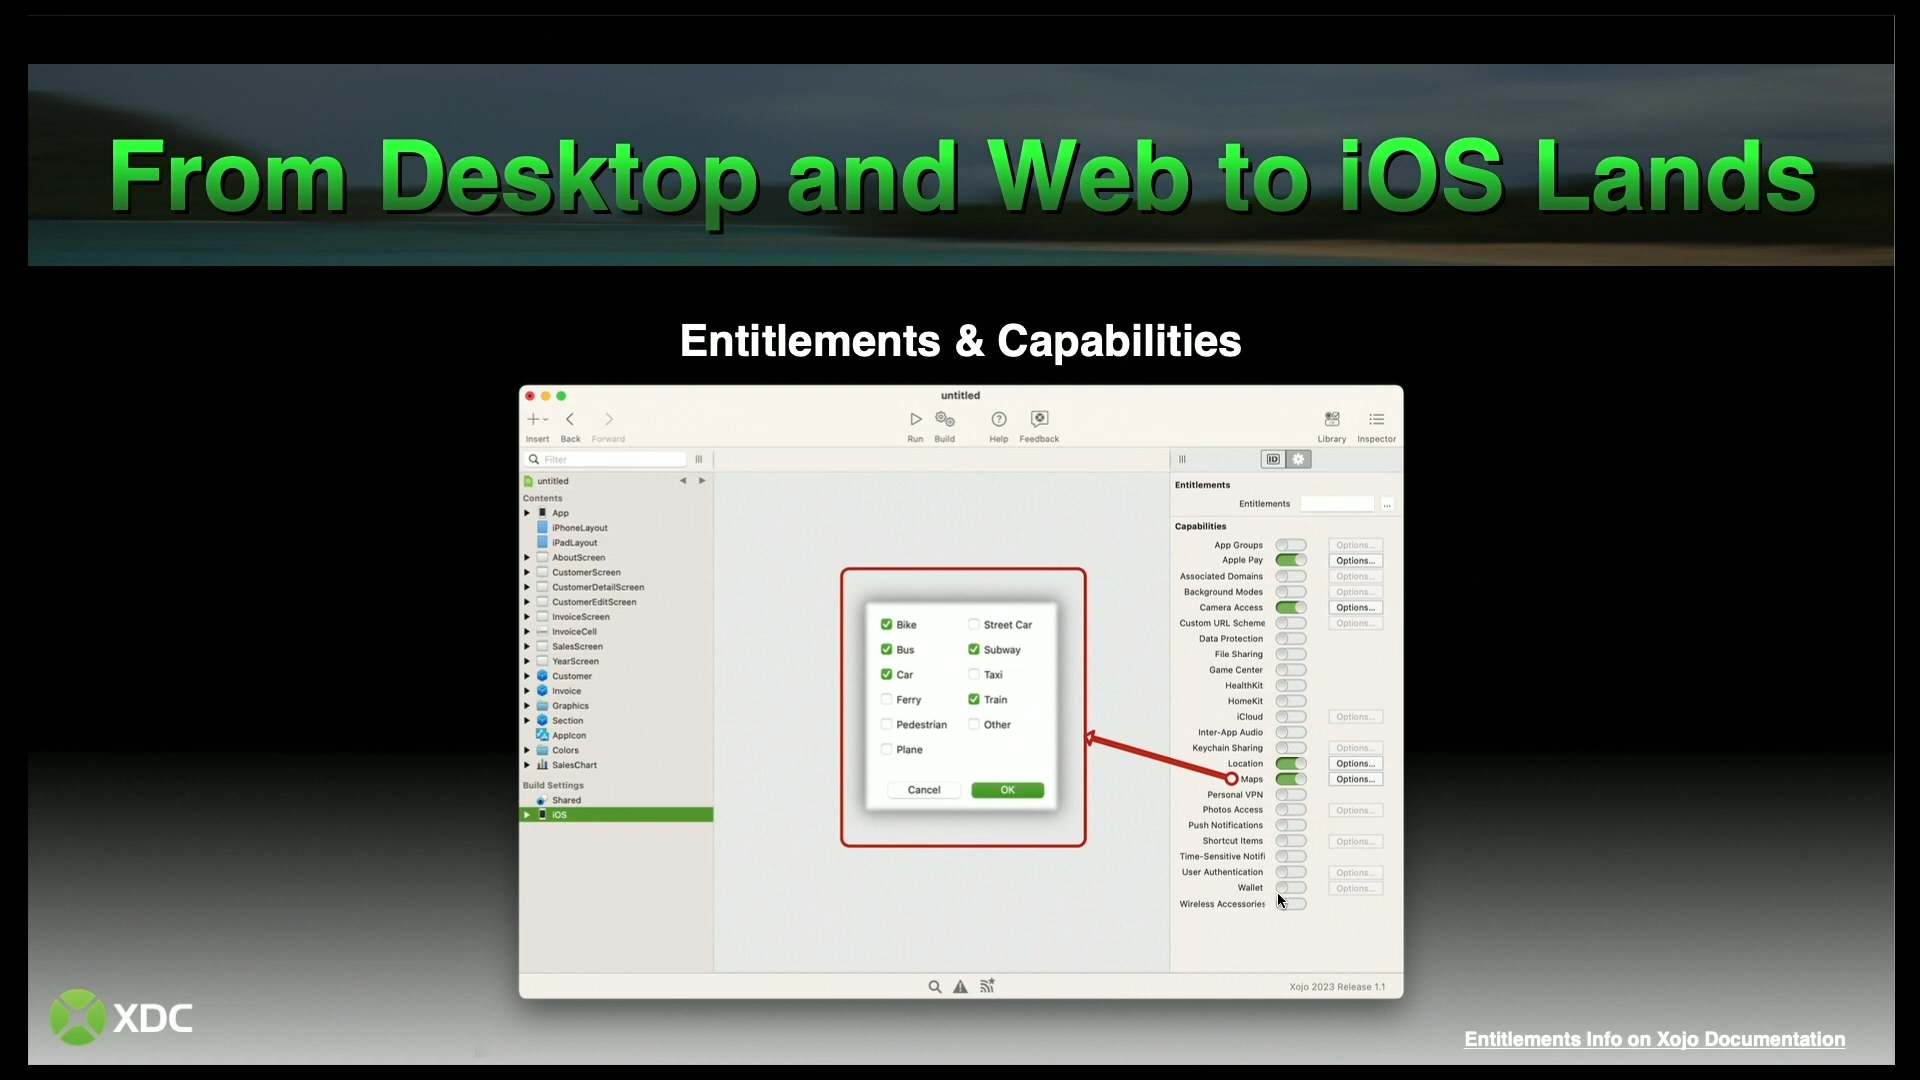 From Desktop and Web to iOS Lands
Entitlements & Capabilities
untitled
Insert
Back
Forward
Run
Build
Help
Feedback
Library
Inspector
Filter
ID
untitled
Contents
App
iPhoneLayout
iPadLayout
AboutScreen
CustomerScreen
CustomerDetailScreen
CustomerEditScreen
InvoiceScreen
InvoiceCell
SalesScreen
YearScreen
Customer
Invoice
Graphics
Section
AppIcon
Colors
SalesChart
Build Settings
Shared
iOS
Bike
Street Car
Bus
Subway
Car
Taxi
Ferry
Train
Pedestrian
Other
Plane
Cancel
OK
Entitlements
Entitlements
...
Capabilities
App Groups Options...
Apple Pay Options...
Associated Domains Options...
Background Modes Options...
Camera Access Options...
Custom URL Scheme Options...
Data Protection
File Sharing
Game Center
HealthKit
HomeKit
iCloud Options...
Inter-App Audio
Keychain Sharing Options...
Location Options...
Maps Options...
Personal VPN
Photos Access Options...
Push Notifications
Shortcut Items Options...
Time-Sensitive Notifi
User Authentication Options...
Wallet Options...
Wireless Accessories
Xojo 2023 Release 1.1
XDC
Entitlements Info on Xojo Documentation